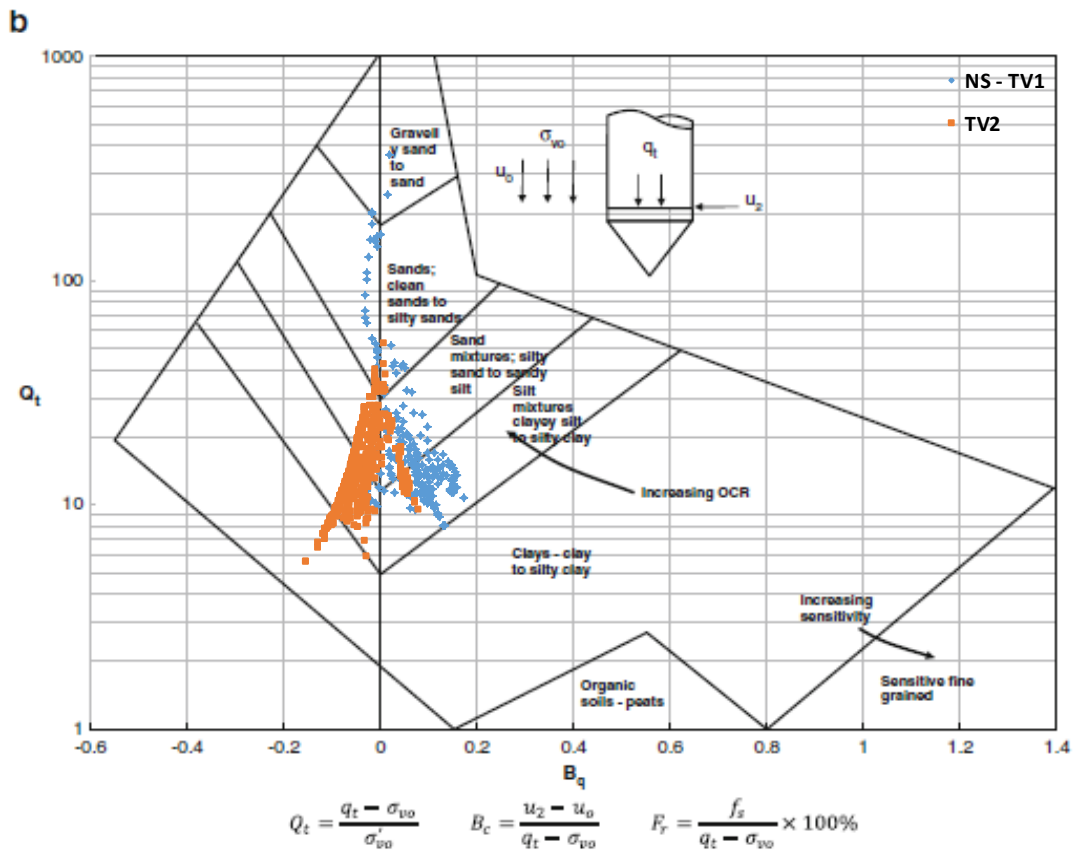 b
1000
NS - TV1
TV2
Gravell
y sand
to
sand
σvo
uo
qt
u2
100
Sands;
clean
sands to
silty sands
Sand
mixtures; silty
sand to sandy
silt
Qt
Silt
mixtures
clayey silt
to silty clay
10
Increasing OCR
Clays - clay
to silty clay
Increasing
sensitivity
Organic
soils - peats
Sensitive fine
grained
1
-0.6 -0.4 -0.2 0 0.2 0.4 0.6 0.8 1 1.2 1.4
Bq
Qt = (qt − σvo) / σ'vo Bc = (u2 − uo) / (qt − σvo) Fr = fs / (qt − σvo) × 100%